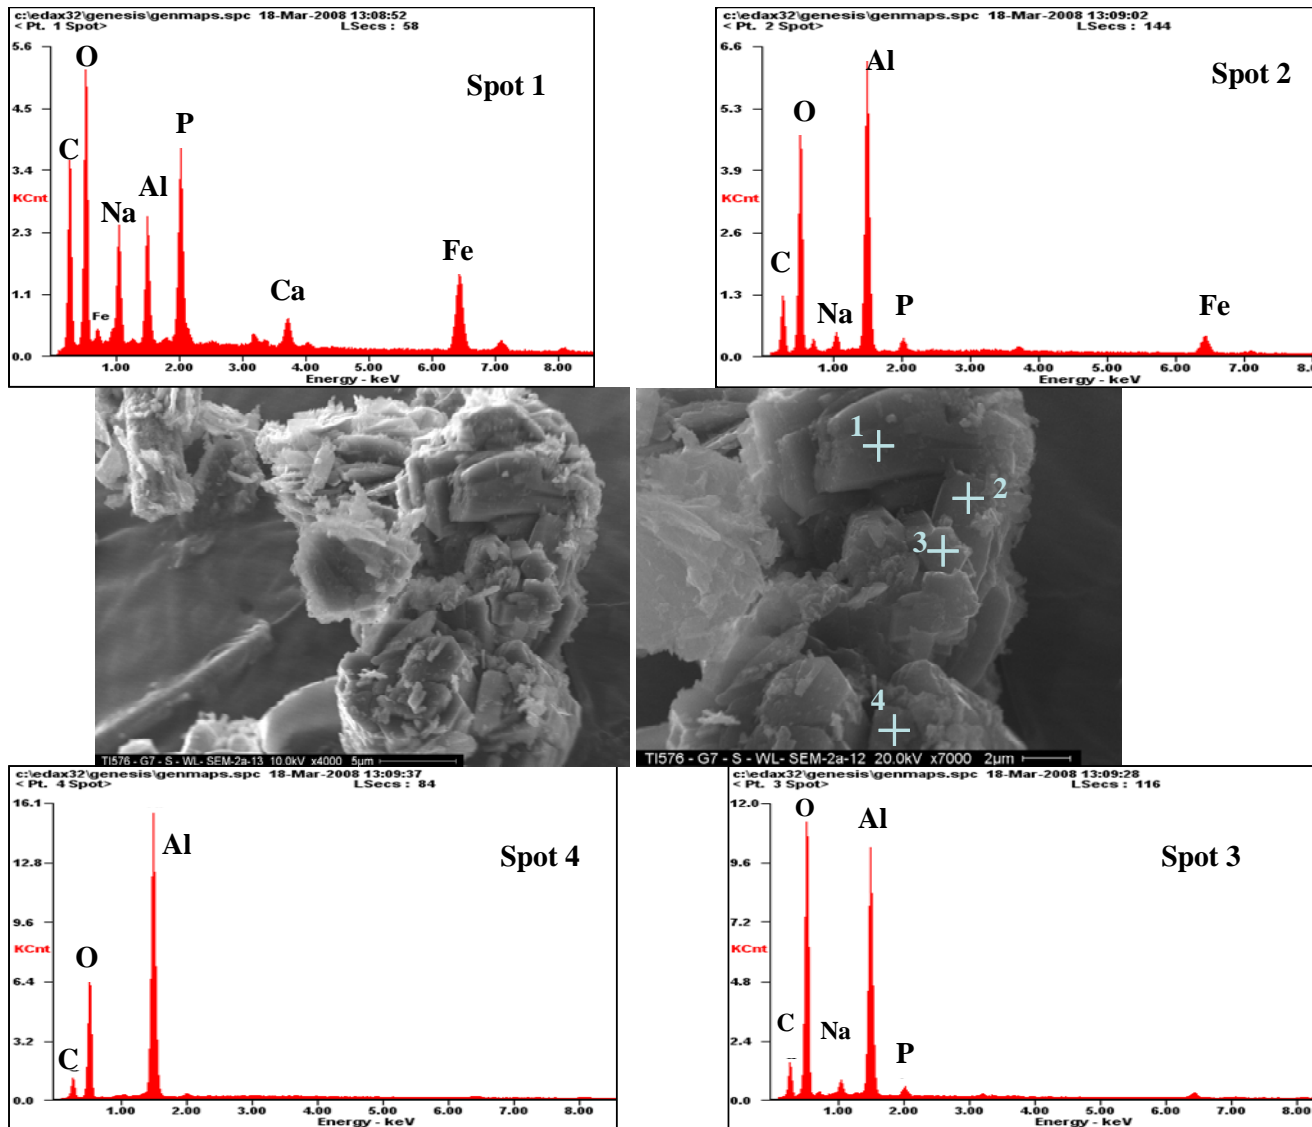 c:\edax32\genesis\genmaps.spc 18-Mar-2008 13:08:52
< Pt. 1 Spot> LSecs : 58
5.6
4.5
3.4
KCnt
2.3
1.1
0.0
C
O
Fe
Na
Al
P
Ca
Fe
Spot 1
1.00 2.00 3.00 4.00 5.00 6.00 7.00 8.00
Energy - keV
c:\edax32\genesis\genmaps.spc 18-Mar-2008 13:09:02
< Pt. 2 Spot> LSecs : 144
6.6
5.3
3.9
KCnt
2.6
1.3
0.0
C
O
Na
Al
P
Fe
Spot 2
1.00 2.00 3.00 4.00 5.00 6.00 7.00 8.0
Energy - keV
TI576 - G7 - S - WL- SEM-2a-13 10.0kV x4000 5µm
1
2
3
4
TI576 - G7 - S - WL- SEM-2a-12 20.0kV x7000 2µm
c:\edax32\genesis\genmaps.spc 18-Mar-2008 13:09:37
< Pt. 4 Spot> LSecs : 84
16.1
12.8
9.6
KCnt
6.4
3.2
0.0
C
O
Al
Spot 4
1.00 2.00 3.00 4.00 5.00 6.00 7.00 8.00
Energy - keV
c:\edax32\genesis\genmaps.spc 18-Mar-2008 13:09:28
< Pt. 3 Spot> LSecs : 116
12.0
9.6
7.2
KCnt
4.8
2.4
0.0
C
O
Na
Al
P
Spot 3
1.00 2.00 3.00 4.00 5.00 6.00 7.00 8.00
Energy - keV